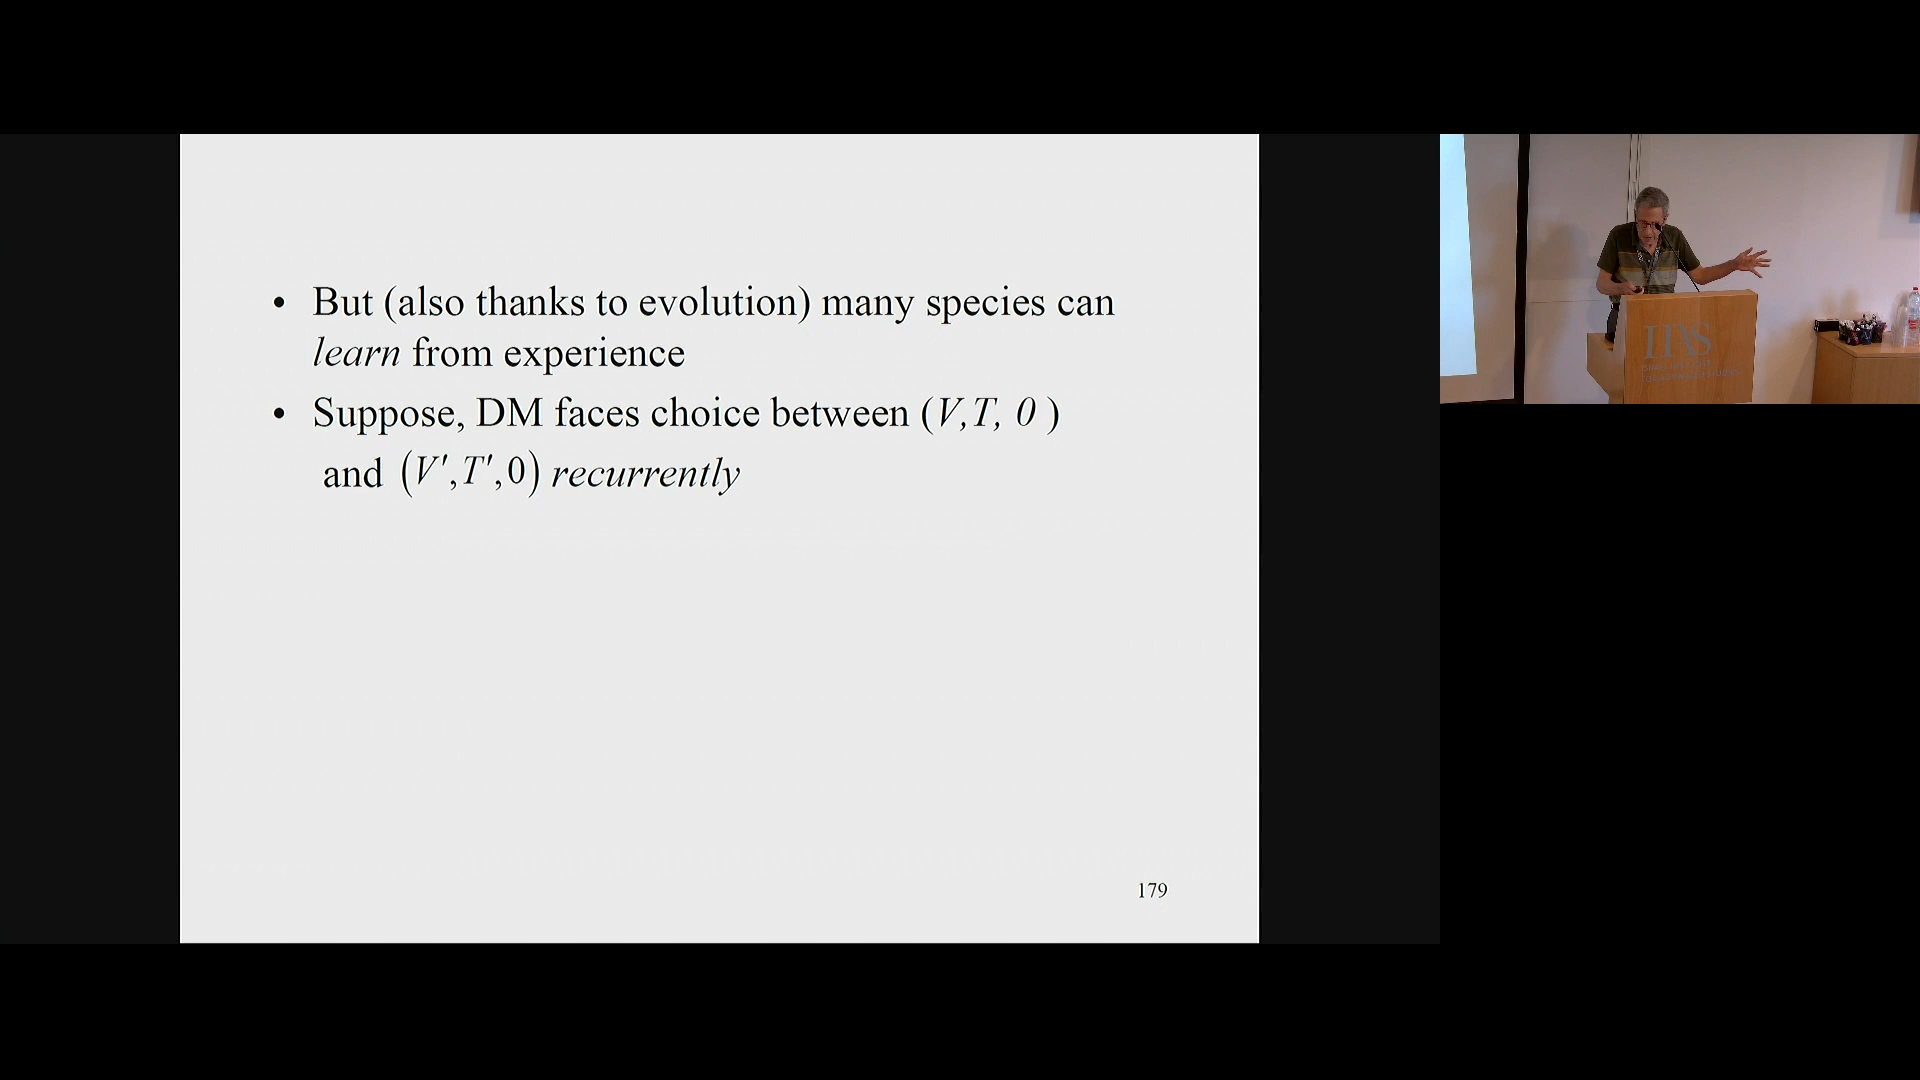 • But (also thanks to evolution) many species can
learn from experience
• Suppose, DM faces choice between (V,T, 0 )
and (V′,T′,0) recurrently
179
IIAS